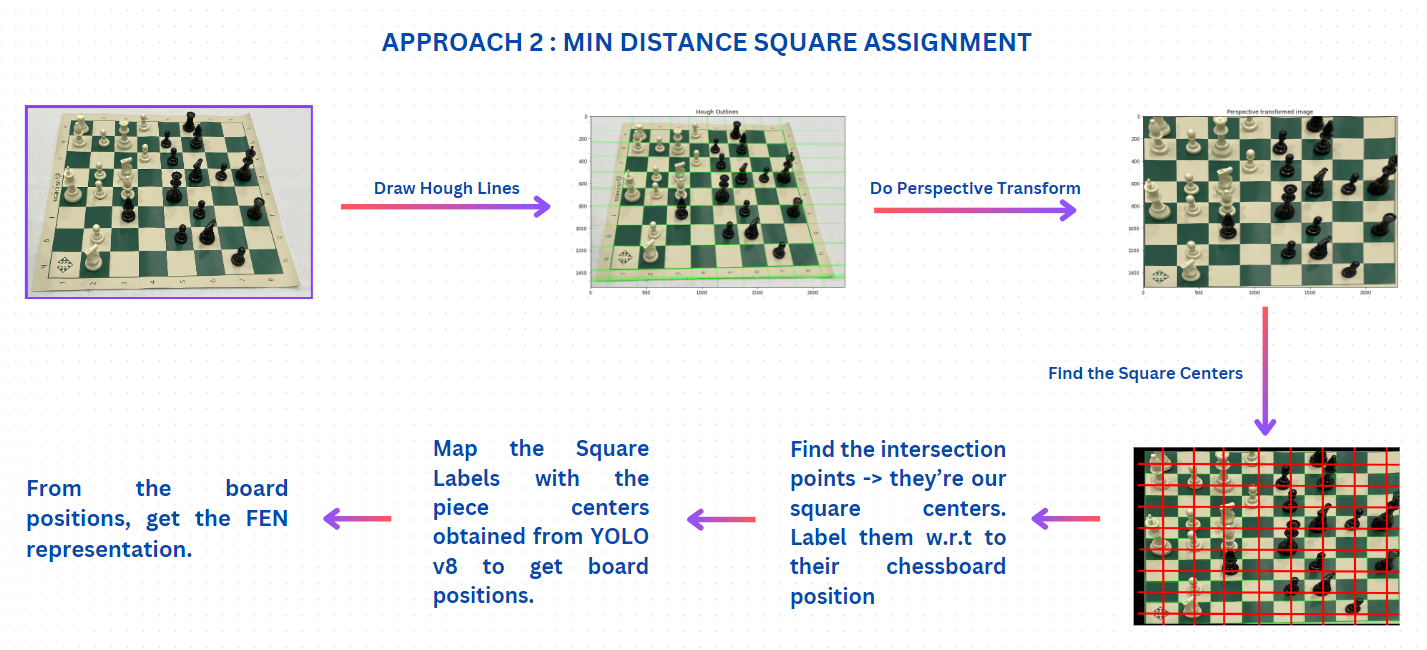 APPROACH 2 : MIN DISTANCE SQUARE ASSIGNMENT
Draw Hough Lines
Hough Outlines
0
200
400
600
800
1000
1200
1400
0
500
1000
1500
2000
Do Perspective Transform
Perspective transformed image
0
200
400
600
800
1000
1200
1400
0
500
1000
1500
2000
Find the Square Centers
Find the intersection
points -> they're our
square centers.
Label them w.r.t to
their chessboard
position
Map the Square
Labels with the
piece centers
obtained from YOLO
v8 to get board
positions.
From the board
positions, get the FEN
representation.